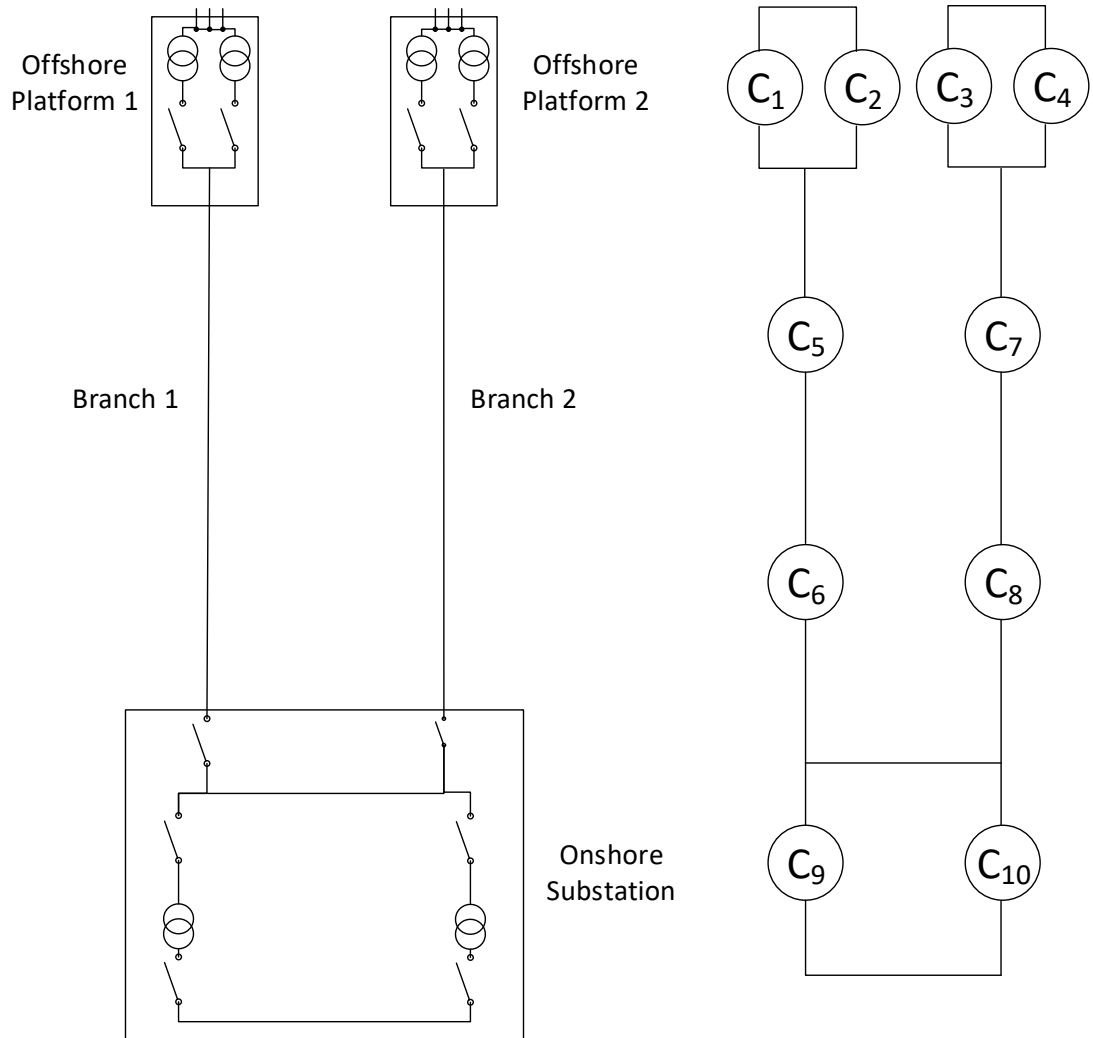 Offshore
Platform 1
Offshore
Platform 2
C1
C2
C3
C4
C5
C7
Branch 1
Branch 2
C6
C8
Onshore
Substation
C9
C10